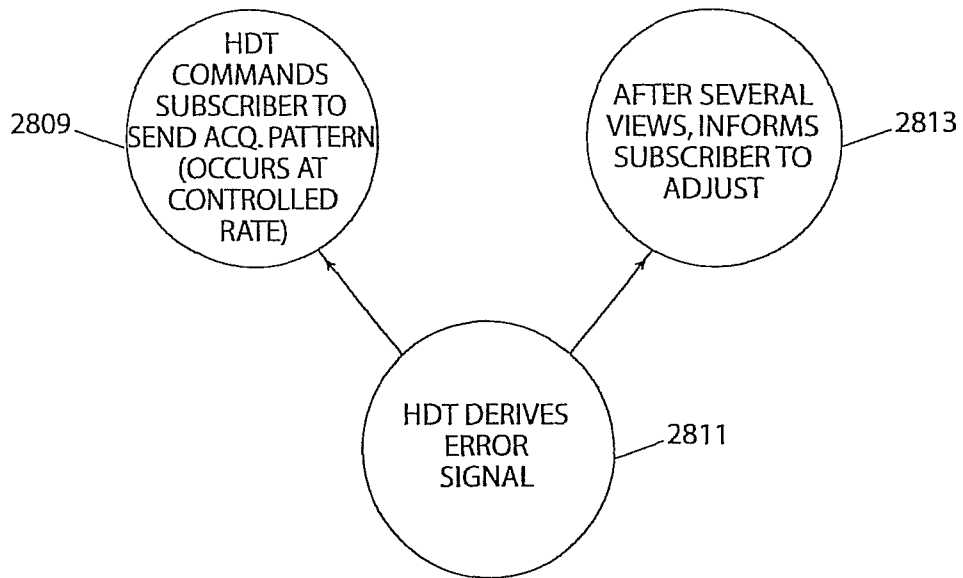 HDT
COMMANDS
SUBSCRIBER TO
SEND ACQ. PATTERN
(OCCURS AT
CONTROLLED
RATE)
2809
AFTER SEVERAL
VIEWS, INFORMS
SUBSCRIBER TO
ADJUST
2813
HDT DERIVES
ERROR
SIGNAL
2811